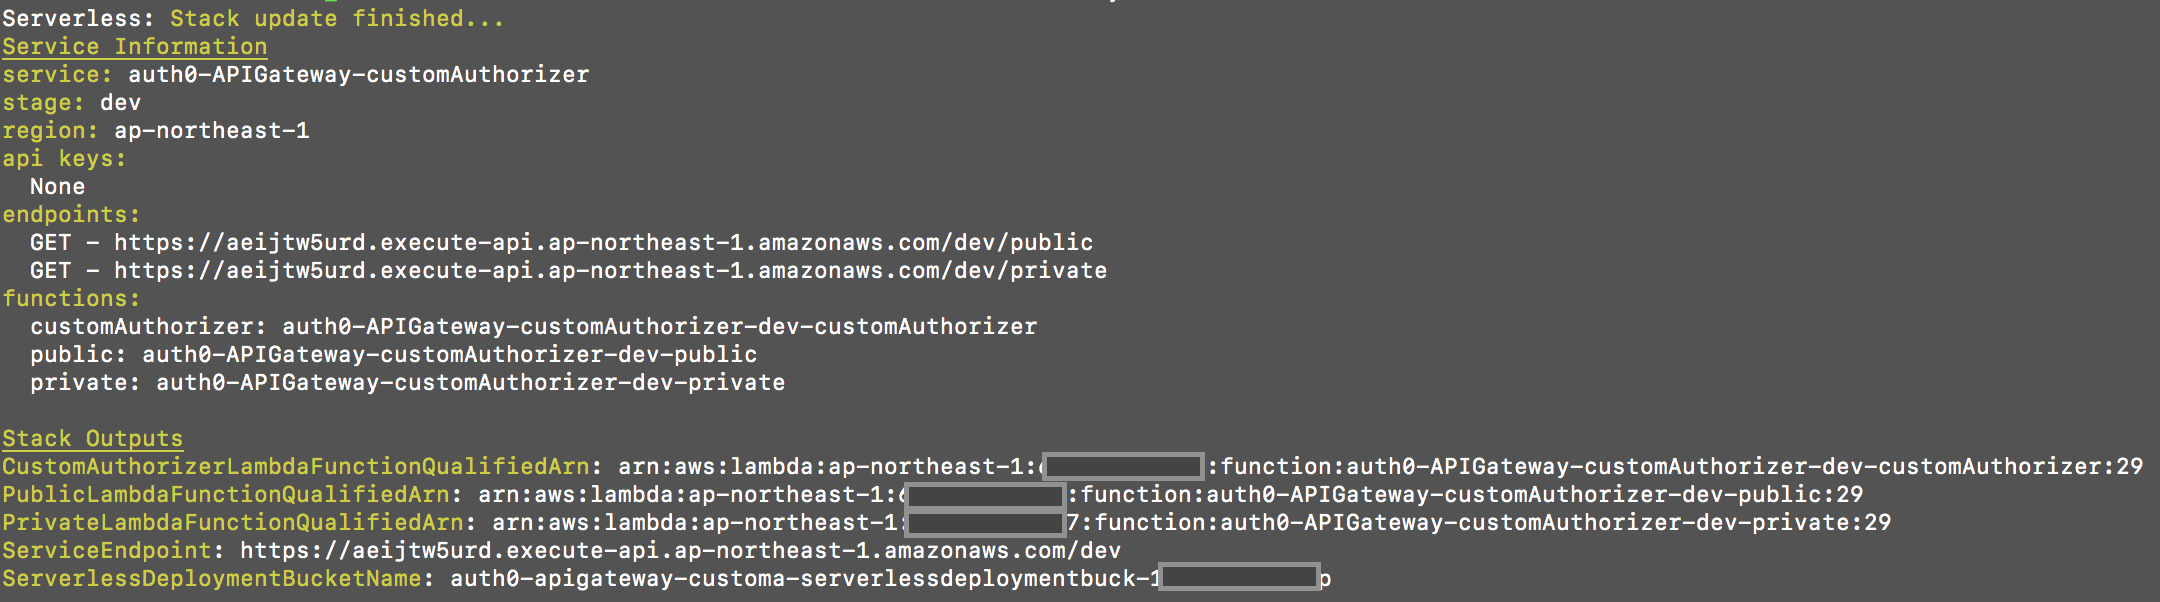 Serverless: Stack update finished...
Service Information
service: auth0-APIGateway-customAuthorizer
stage: dev
region: ap-northeast-1
api keys:
  None
endpoints:
  GET - https://aeijtw5urd.execute-api.ap-northeast-1.amazonaws.com/dev/public
  GET - https://aeijtw5urd.execute-api.ap-northeast-1.amazonaws.com/dev/private
functions:
  customAuthorizer: auth0-APIGateway-customAuthorizer-dev-customAuthorizer
  public: auth0-APIGateway-customAuthorizer-dev-public
  private: auth0-APIGateway-customAuthorizer-dev-private

Stack Outputs
CustomAuthorizerLambdaFunctionQualifiedArn: arn:aws:lambda:ap-northeast-1: :function:auth0-APIGateway-customAuthorizer-dev-customAuthorizer:29
PublicLambdaFunctionQualifiedArn: arn:aws:lambda:ap-northeast-1:6 :function:auth0-APIGateway-customAuthorizer-dev-public:29
PrivateLambdaFunctionQualifiedArn: arn:aws:lambda:ap-northeast-1: 7:function:auth0-APIGateway-customAuthorizer-dev-private:29
ServiceEndpoint: https://aeijtw5urd.execute-api.ap-northeast-1.amazonaws.com/dev
ServerlessDeploymentBucketName: auth0-apigateway-customa-serverlessdeploymentbuck-1 p